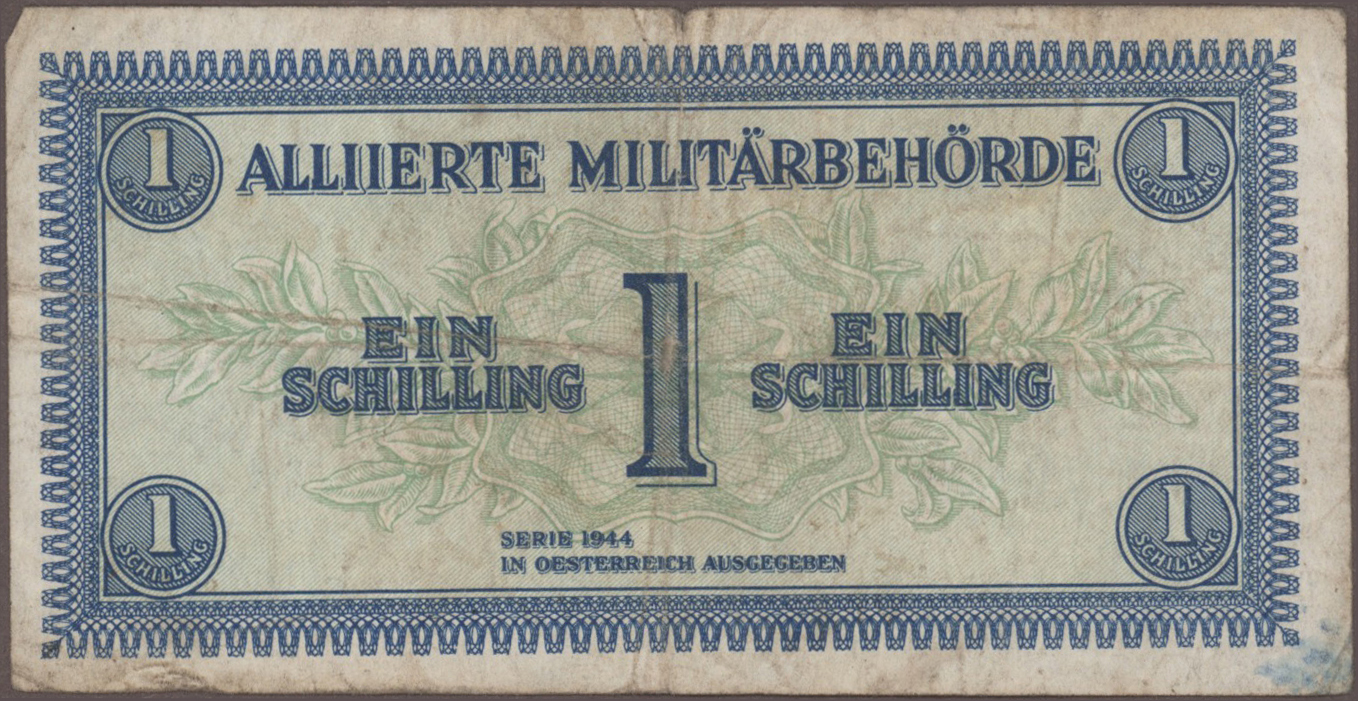 1
SCHILLING
ALLIIERTE MILITÄRBEHÖRDE
1
SCHILLING
EIN
SCHILLING
1
EIN
SCHILLING
1
SCHILLING
SERIE 1944
IN OESTERREICH AUSGEGEBEN
1
SCHILLING